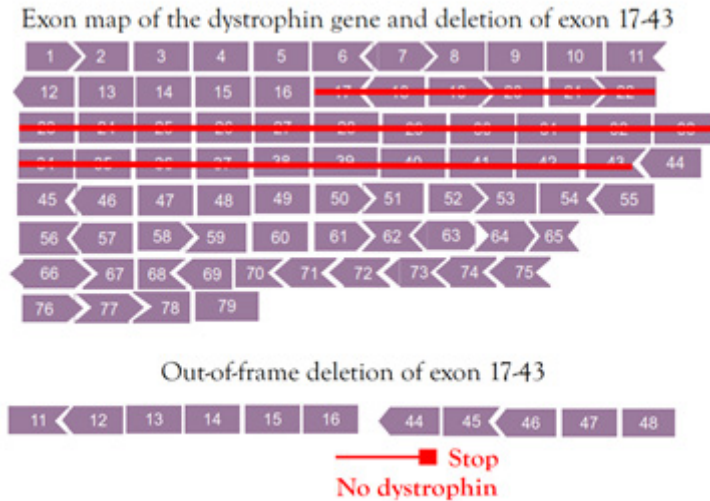 Exon map of the dystrophin gene and deletion of exon 17-43
1 2 3 4 5 6 7 8 9 10 11
12 13 14 15 16 17 18 19 20 21 22
23 24 25 26 27 28 29 30 31 32 33
34 35 36 37 38 39 40 41 42 43 44
45 46 47 48 49 50 51 52 53 54 55
56 57 58 59 60 61 62 63 64 65
66 67 68 69 70 71 72 73 74 75
76 77 78 79
Out-of-frame deletion of exon 17-43
11 12 13 14 15 16 44 45 46 47 48
Stop
No dystrophin